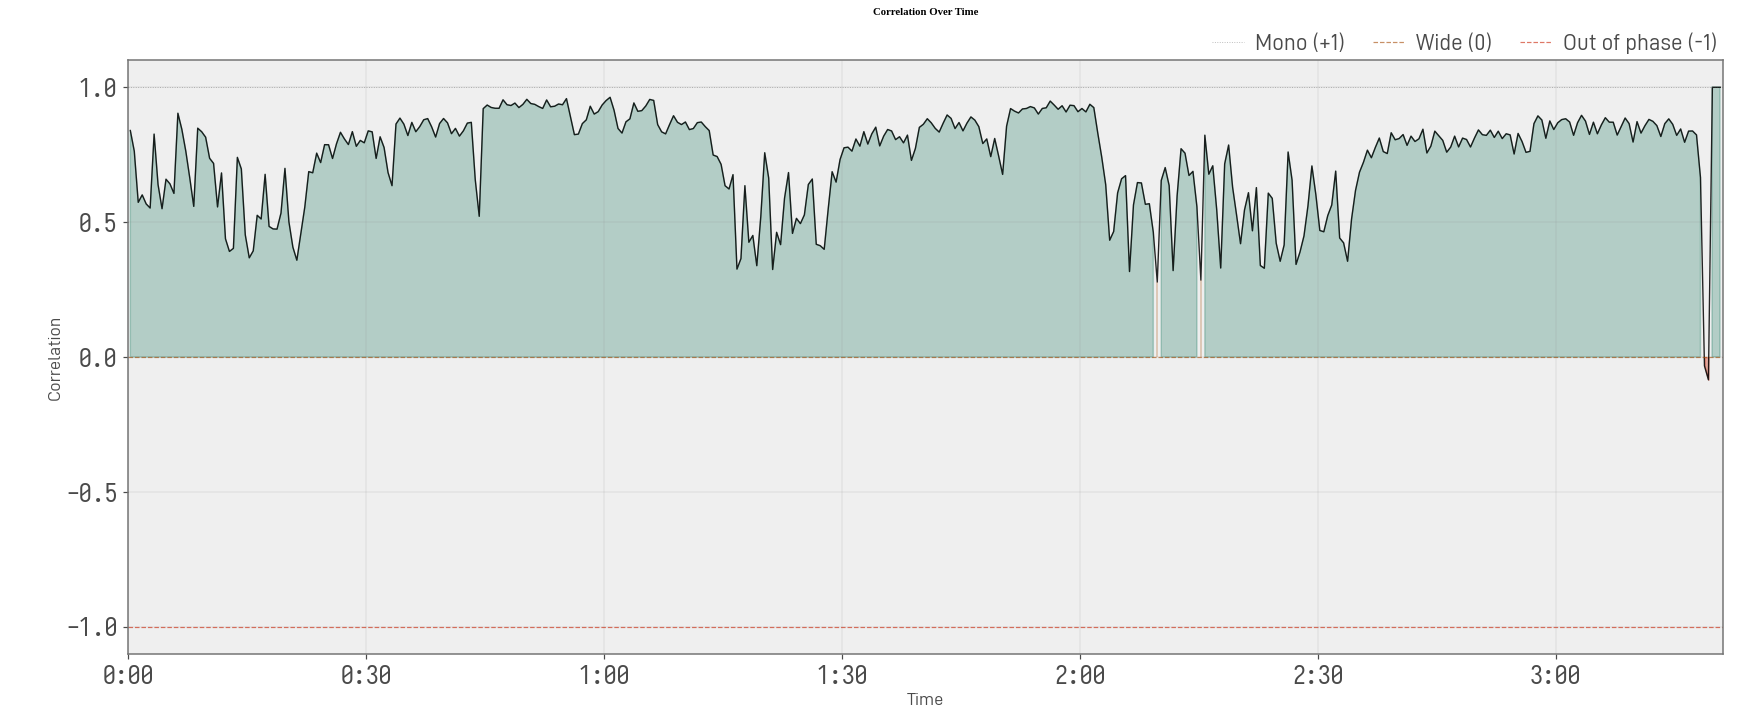 Correlation Over Time
Mono (+1) Wide (0) Out of phase (-1)
1.0
0.5
0.0
−0.5
−1.0
Correlation
0:00 0:30 1:00 1:30 2:00 2:30 3:00
Time